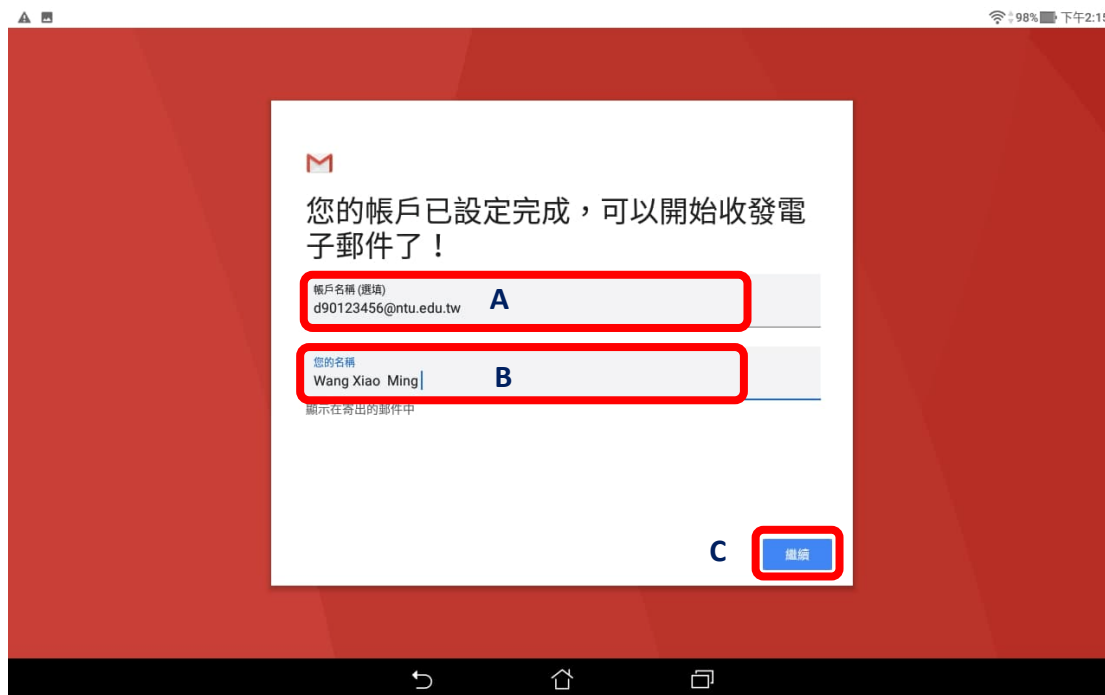 98% 下午2:15
您的帳戶已設定完成，可以開始收發電
子郵件了！
帳戶名稱 (選填)
d90123456@ntu.edu.tw A
您的名稱
Wang Xiao Ming B
顯示在寄出的郵件中
C 繼續